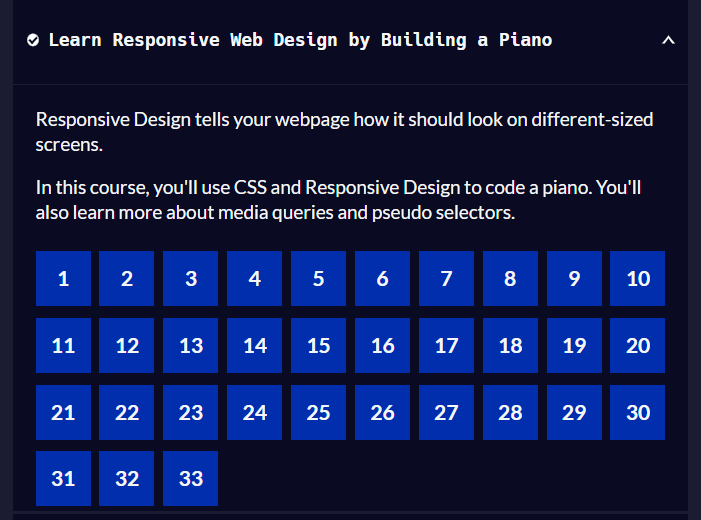 Learn Responsive Web Design by Building a Piano
Responsive Design tells your webpage how it should look on different-sized
screens.
In this course, you'll use CSS and Responsive Design to code a piano. You'll
also learn more about media queries and pseudo selectors.
1 2 3 4 5 6 7 8 9 10
11 12 13 14 15 16 17 18 19 20
21 22 23 24 25 26 27 28 29 30
31 32 33